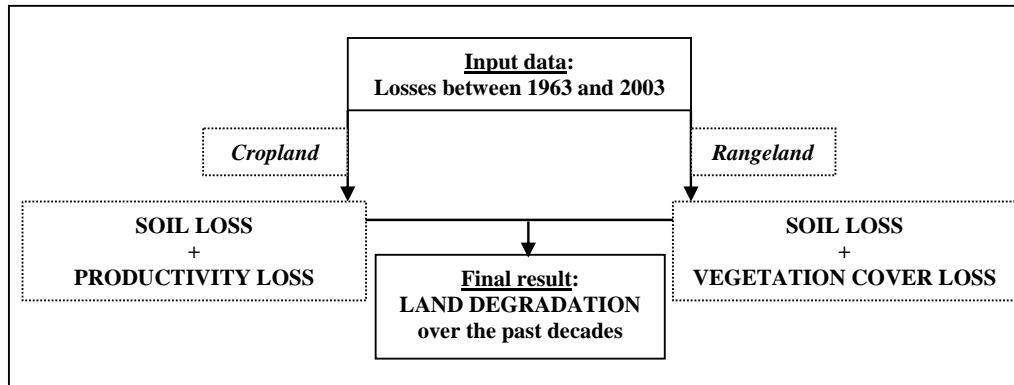 Input data:
Losses between 1963 and 2003
Cropland
Rangeland
SOIL LOSS
+
PRODUCTIVITY LOSS
SOIL LOSS
+
VEGETATION COVER LOSS
Final result:
LAND DEGRADATION
over the past decades